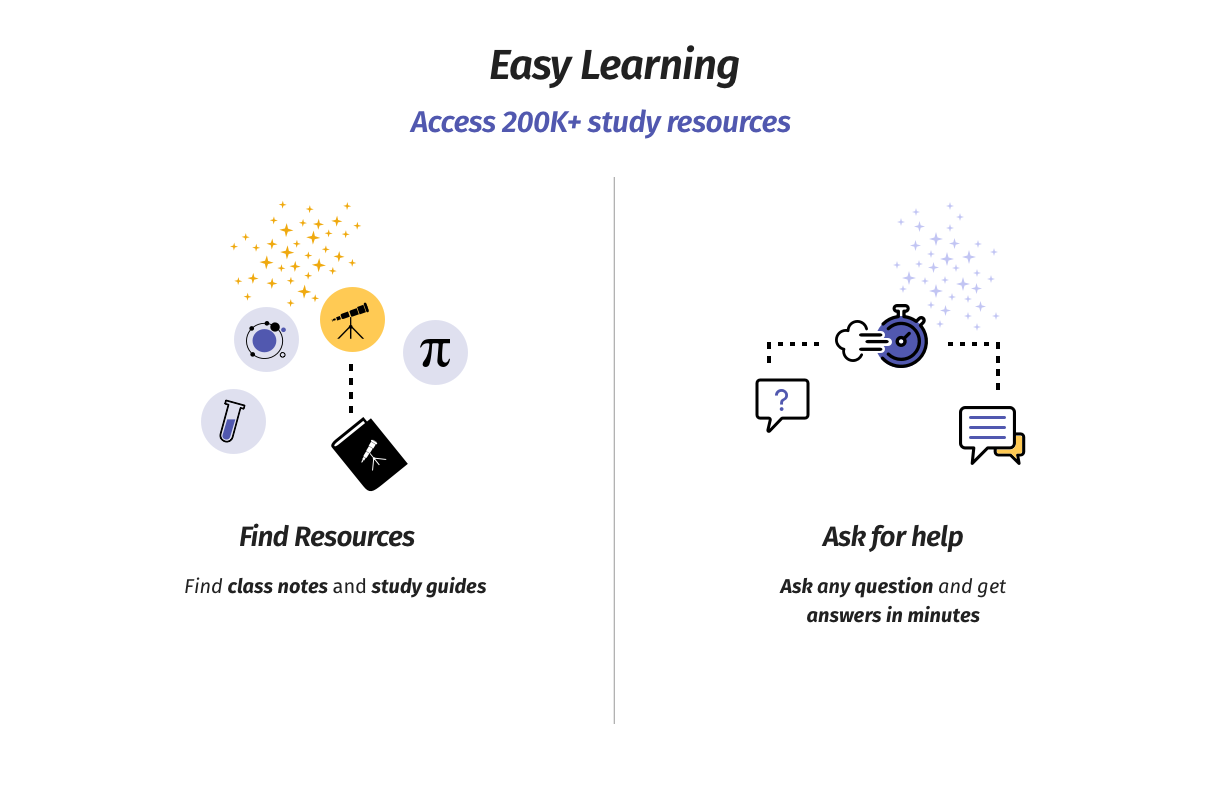 Easy Learning
Access 200K+ study resources
π
?
Find Resources
Find class notes and study guides
Ask for help
Ask any question and get
answers in minutes